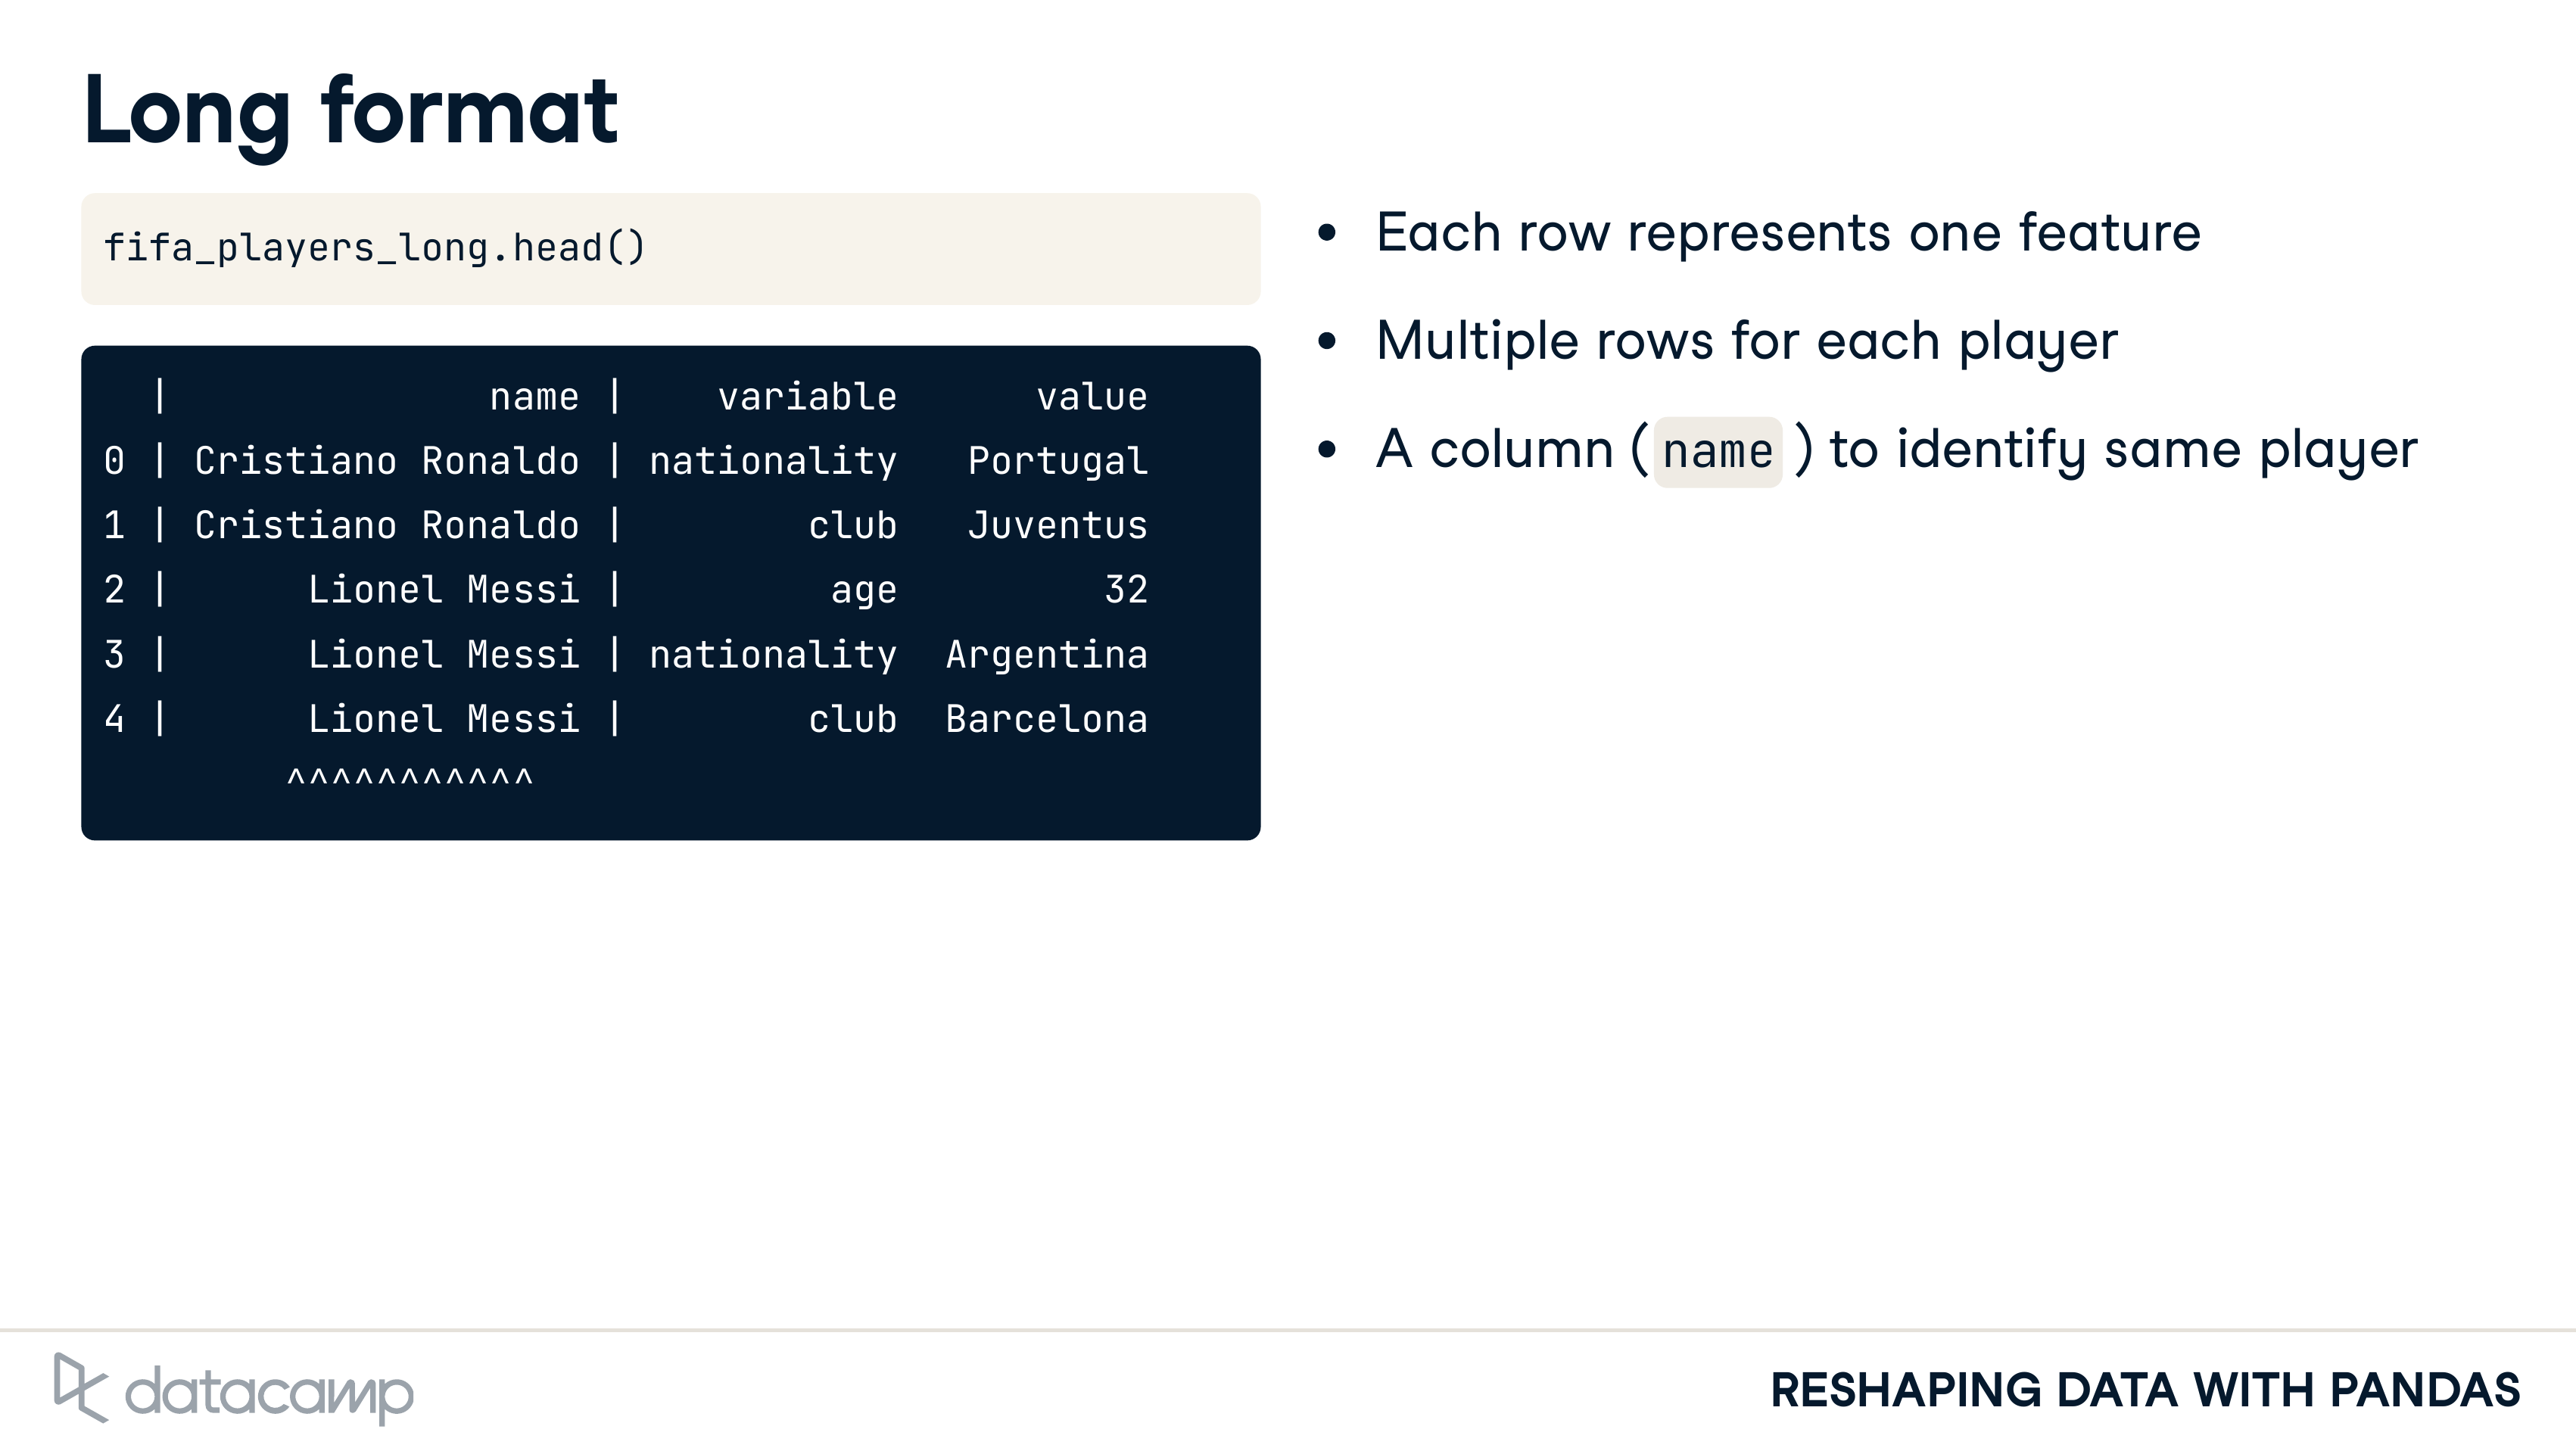 Long format
fifa_players_long.head()
  |              name |    variable      value
0 | Cristiano Ronaldo | nationality   Portugal
1 | Cristiano Ronaldo |        club   Juventus
2 |      Lionel Messi |         age         32
3 |      Lionel Messi | nationality  Argentina
4 |      Lionel Messi |        club  Barcelona
        ^^^^^^^^^^^
• Each row represents one feature
• Multiple rows for each player
• A column (name) to identify same player
datacamp
RESHAPING DATA WITH PANDAS